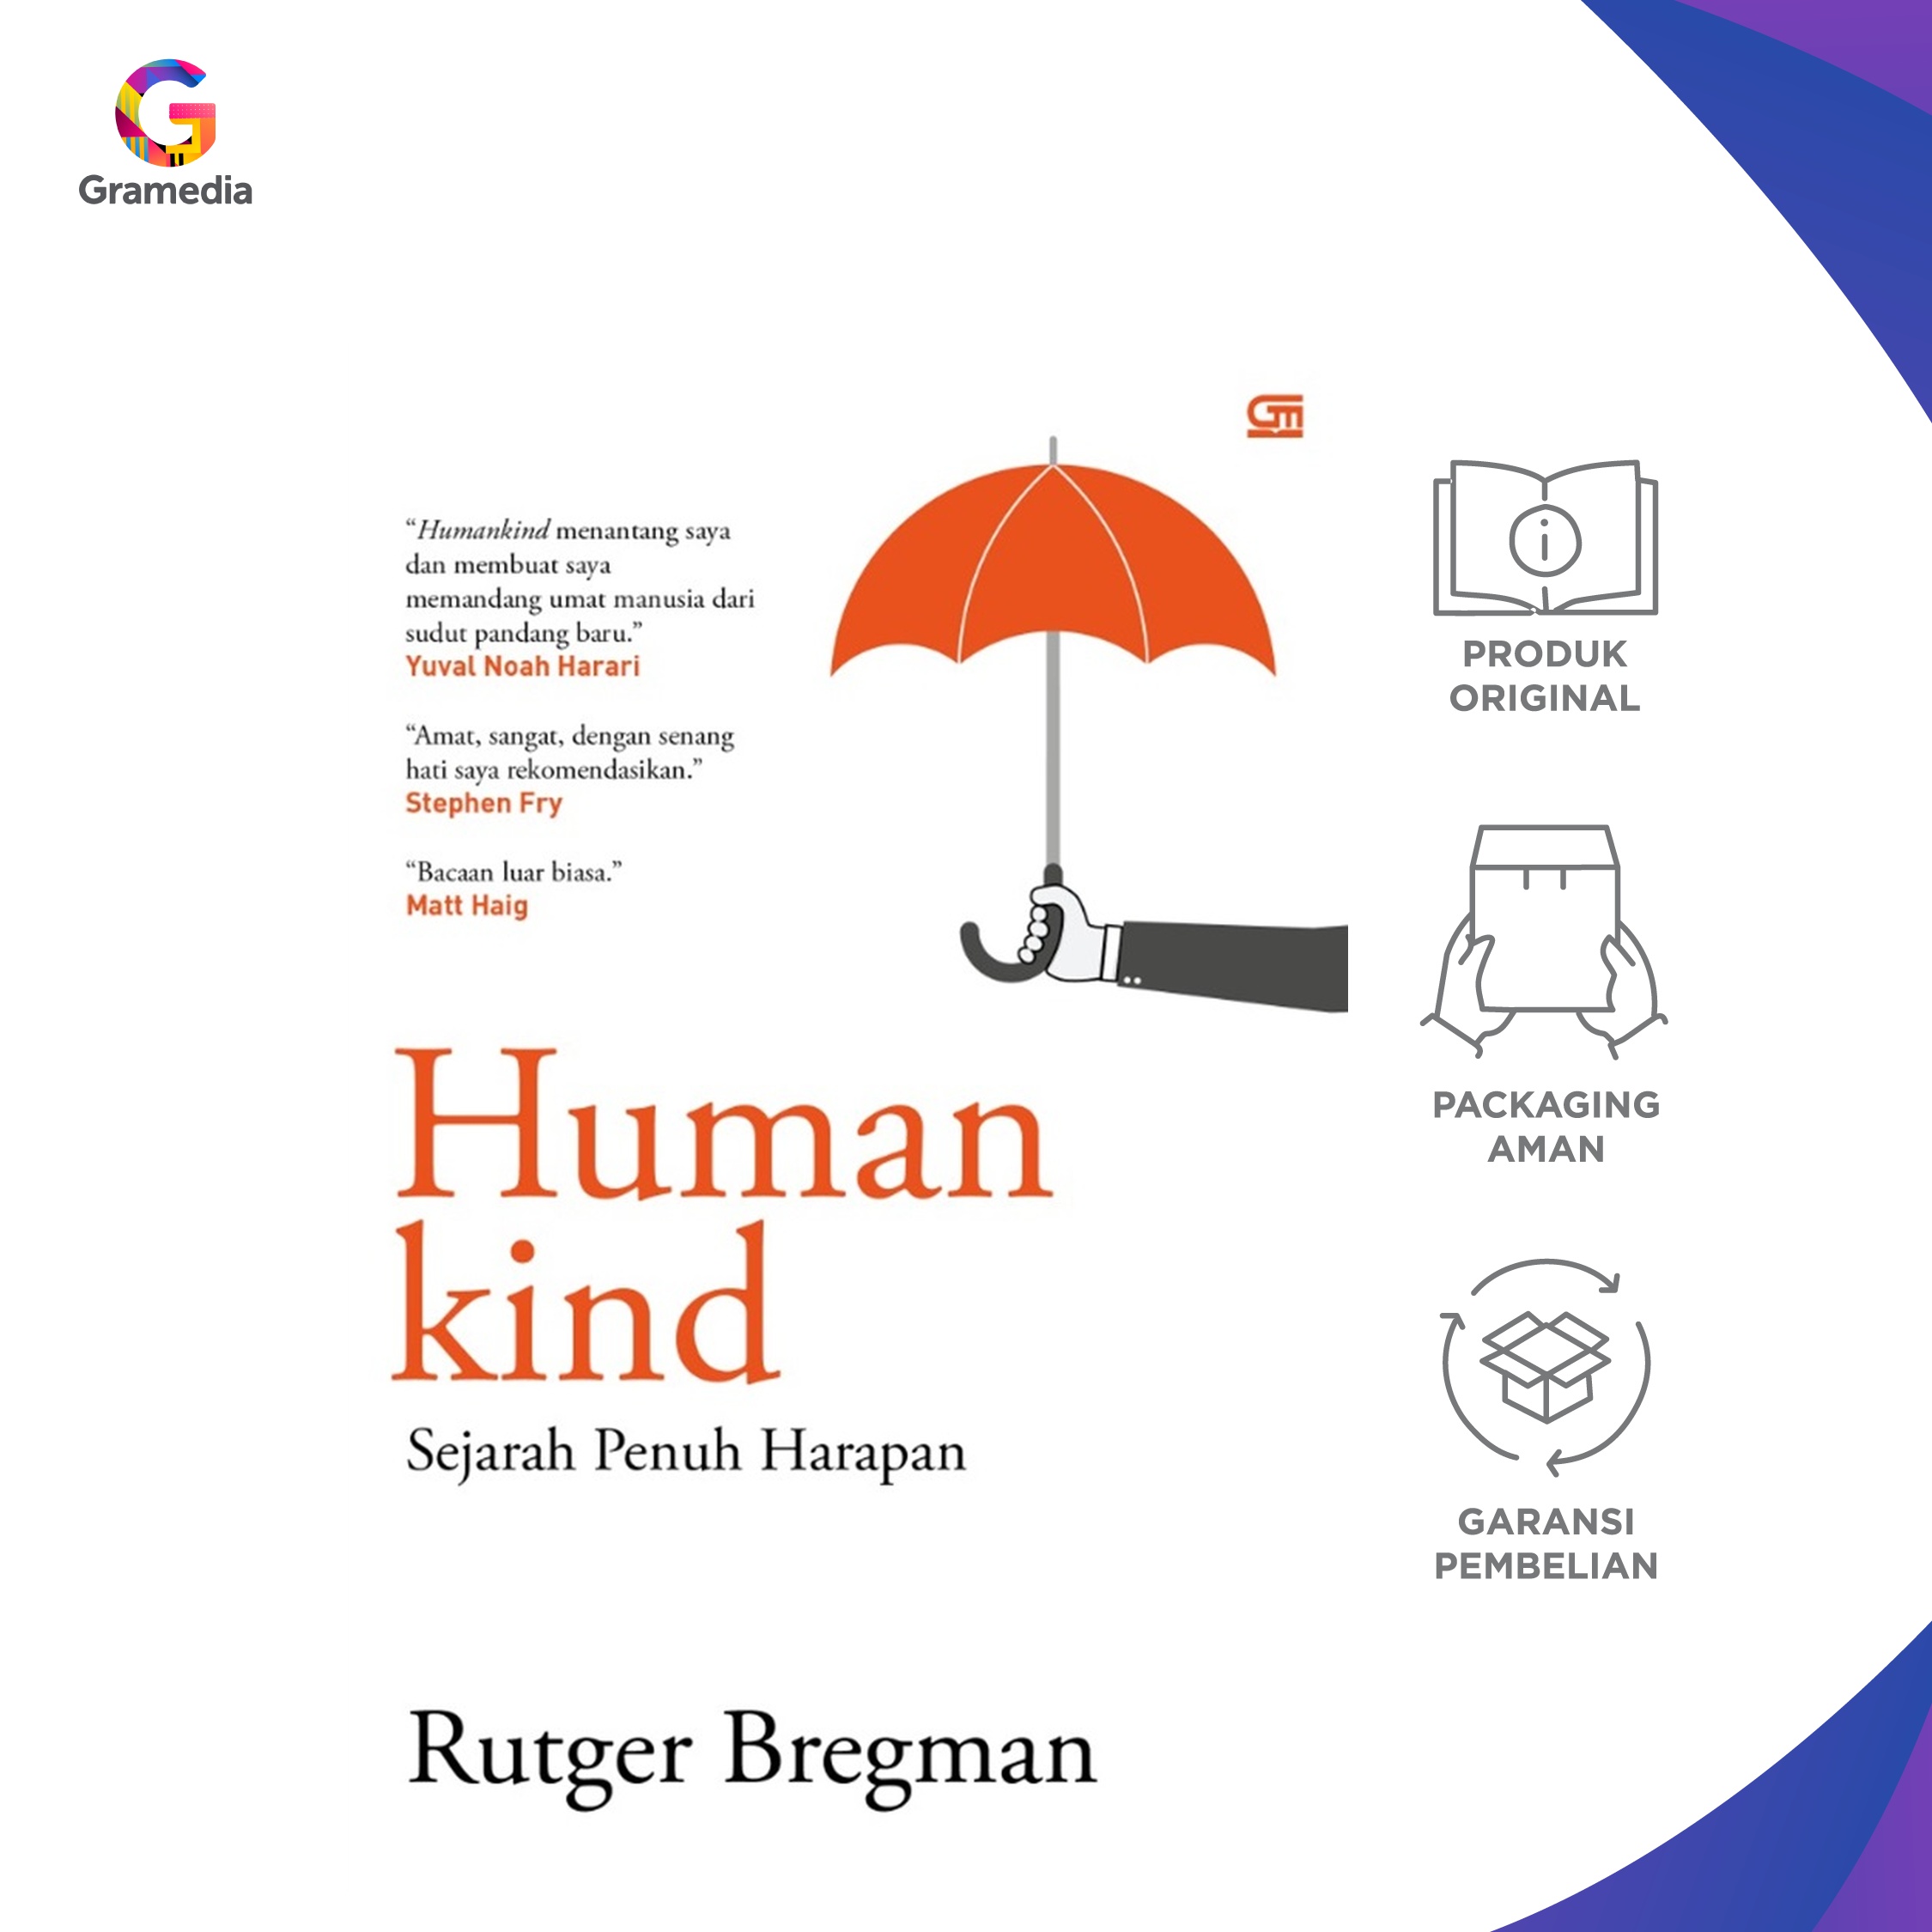 Gramedia
“Humankind menantang saya
dan membuat saya
memandang umat manusia dari
sudut pandang baru.”
Yuval Noah Harari
“Amat, sangat, dengan senang
hati saya rekomendasikan.”
Stephen Fry
“Bacaan luar biasa.”
Matt Haig
Human
kind
Sejarah Penuh Harapan
Rutger Bregman
PRODUK
ORIGINAL
PACKAGING
AMAN
GARANSI
PEMBELIAN